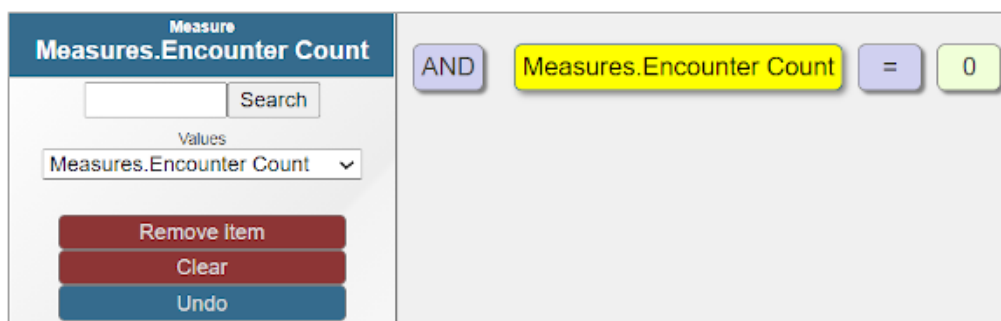 Measure
Measures.Encounter Count
Search
Values
Measures.Encounter Count
Remove Item
Clear
Undo
AND Measures.Encounter Count = 0